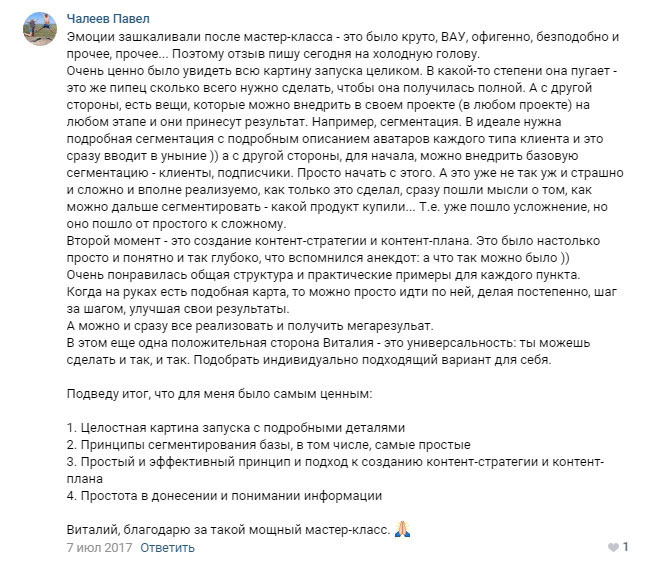 Чалеев Павел
Эмоции зашкаливали после мастер-класса - это было круто, ВАУ, офигенно, бесподобно и
прочее, прочее... Поэтому отзыв пишу сегодня на холодную голову.
Очень ценно было увидеть всю картину запуска целиком. В какой-то степени она пугает -
это же пипец сколько всего нужно сделать, чтобы она получилась полной. А с другой
стороны, есть вещи, которые можно внедрить в своем проекте (в любом проекте) на
любом этапе и они принесут результат. Например, сегментация. В идеале нужна
подробная сегментация с подробным описанием аватаров каждого типа клиента и это
сразу вводит в уныние )) а с другой стороны, для начала, можно внедрить базовую
сегментацию - клиенты, подписчики. Просто начать с этого. А это уже не так уж и страшно
и сложно и вполне реализуемо, как только это сделал, сразу пошли мысли о том, как
можно дальше сегментировать - какой продукт купили... Т.е. уже пошло усложнение, но
оно пошло от простого к сложному.
Второй момент - это создание контент-стратегии и контент-плана. Это было настолько
просто и понятно и так глубоко, что вспомнился анекдот: а что так можно было ))
Очень понравилась общая структура и практические примеры для каждого пункта.
Когда на руках есть подобная карта, то можно просто идти по ней, делая постепенно, шаг
за шагом, улучшая свои результаты.
А можно и сразу все реализовать и получить мегарезульат.
В этом еще одна положительная сторона Виталия - это универсальность: ты можешь
сделать и так, и так. Подобрать индивидуально подходящий вариант для себя.
Подведу итог, что для меня было самым ценным:
1. Целостная картина запуска с подробными деталями
2. Принципы сегментирования базы, в том числе, самые простые
3. Простый и эффективный принцип и подход к созданию контент-стратегии и контент-
плана
4. Простота в донесении и понимании информации
Виталий, благодарю за такой мощный мастер-класс. 🙏
7 июл 2017 Ответить 1